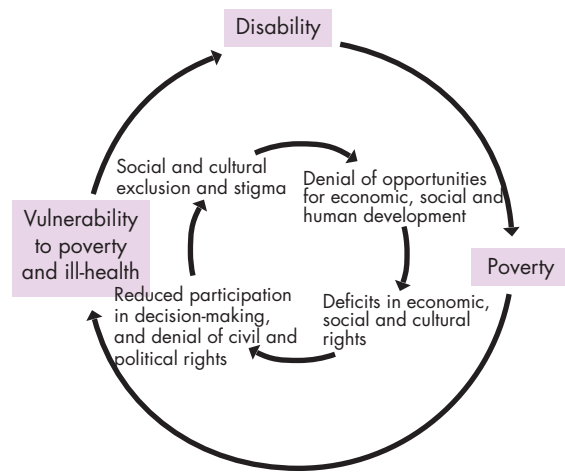 Disability
Social and cultural
exclusion and stigma
Denial of opportunities
for economic, social and
human development
Vulnerability
to poverty
and ill-health
Poverty
Reduced participation
in decision-making,
and denial of civil and
political rights
Deficits in economic,
social and cultural
rights